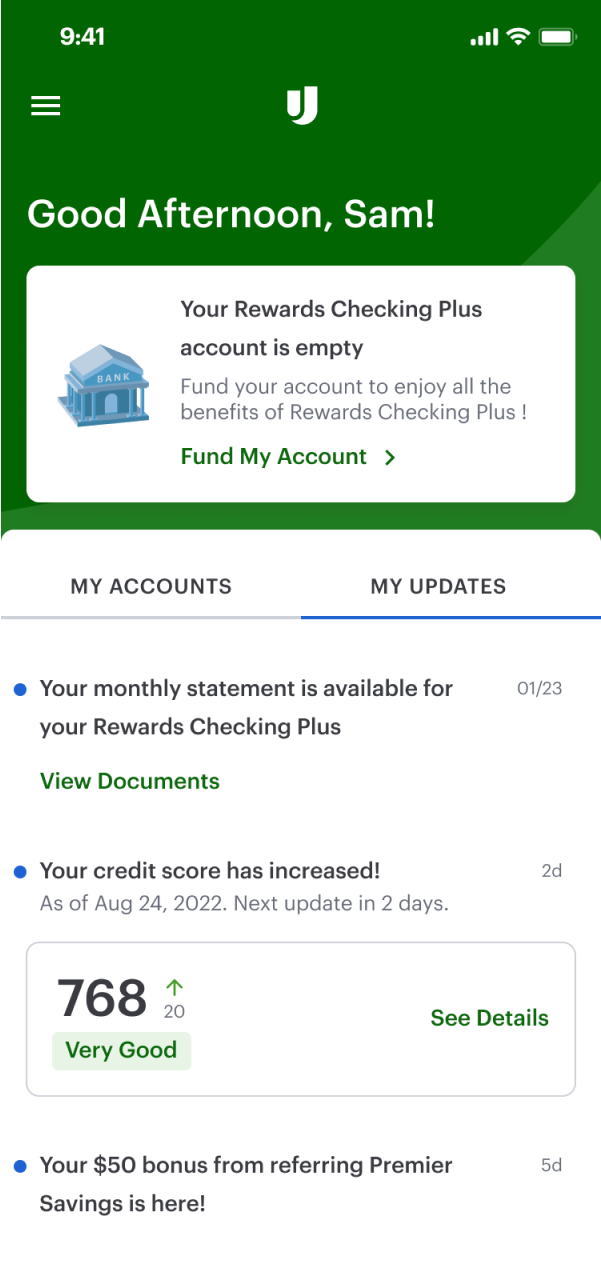 9:41
Good Afternoon, Sam!
BANK
Your Rewards Checking Plus
account is empty
Fund your account to enjoy all the
benefits of Rewards Checking Plus !
Fund My Account
MY ACCOUNTS
MY UPDATES
Your monthly statement is available for
your Rewards Checking Plus
01/23
View Documents
Your credit score has increased!
2d
As of Aug 24, 2022. Next update in 2 days.
768
20
Very Good
See Details
Your $50 bonus from referring Premier
Savings is here!
5d